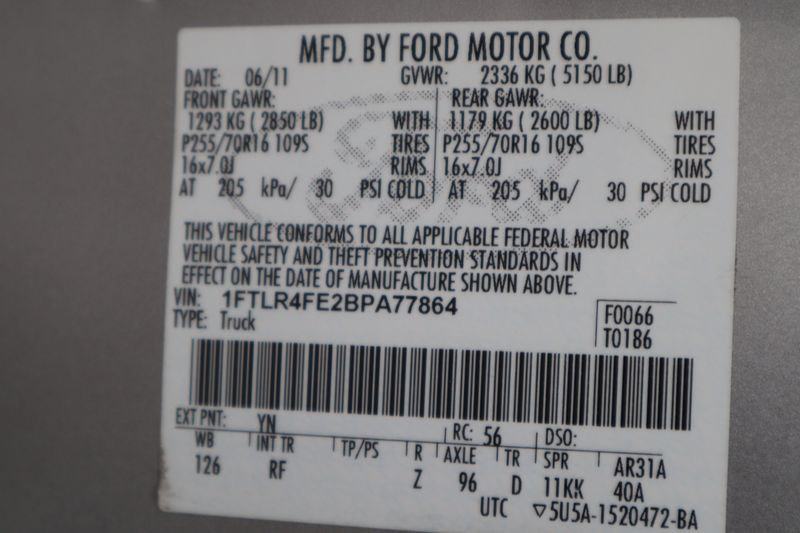 MFD. BY FORD MOTOR CO.
DATE: 06/11 GVWR: 2336 KG ( 5150 LB)
FRONT GAWR: REAR GAWR:
1293 KG ( 2850 LB) WITH 1179 KG ( 2600 LB) WITH
P255/70R16 109S TIRES P255/70R16 109S TIRES
16x7.0J RIMS 16x7.0J RIMS
AT 205 kPa/ 30 PSI COLD AT 205 kPa/ 30 PSI COLD
THIS VEHICLE CONFORMS TO ALL APPLICABLE FEDERAL MOTOR
VEHICLE SAFETY AND THEFT PREVENTION STANDARDS IN
EFFECT ON THE DATE OF MANUFACTURE SHOWN ABOVE.
VIN: 1FTLR4FE2BPA77864 F0066
TYPE: Truck T0186
EXT PNT: YN RC: 56 DSO:
WB INT TR TP/PS R AXLE TR SPR AR31A
126 RF Z 96 D 11KK 40A
UTC ▽5U5A-1520472-BA